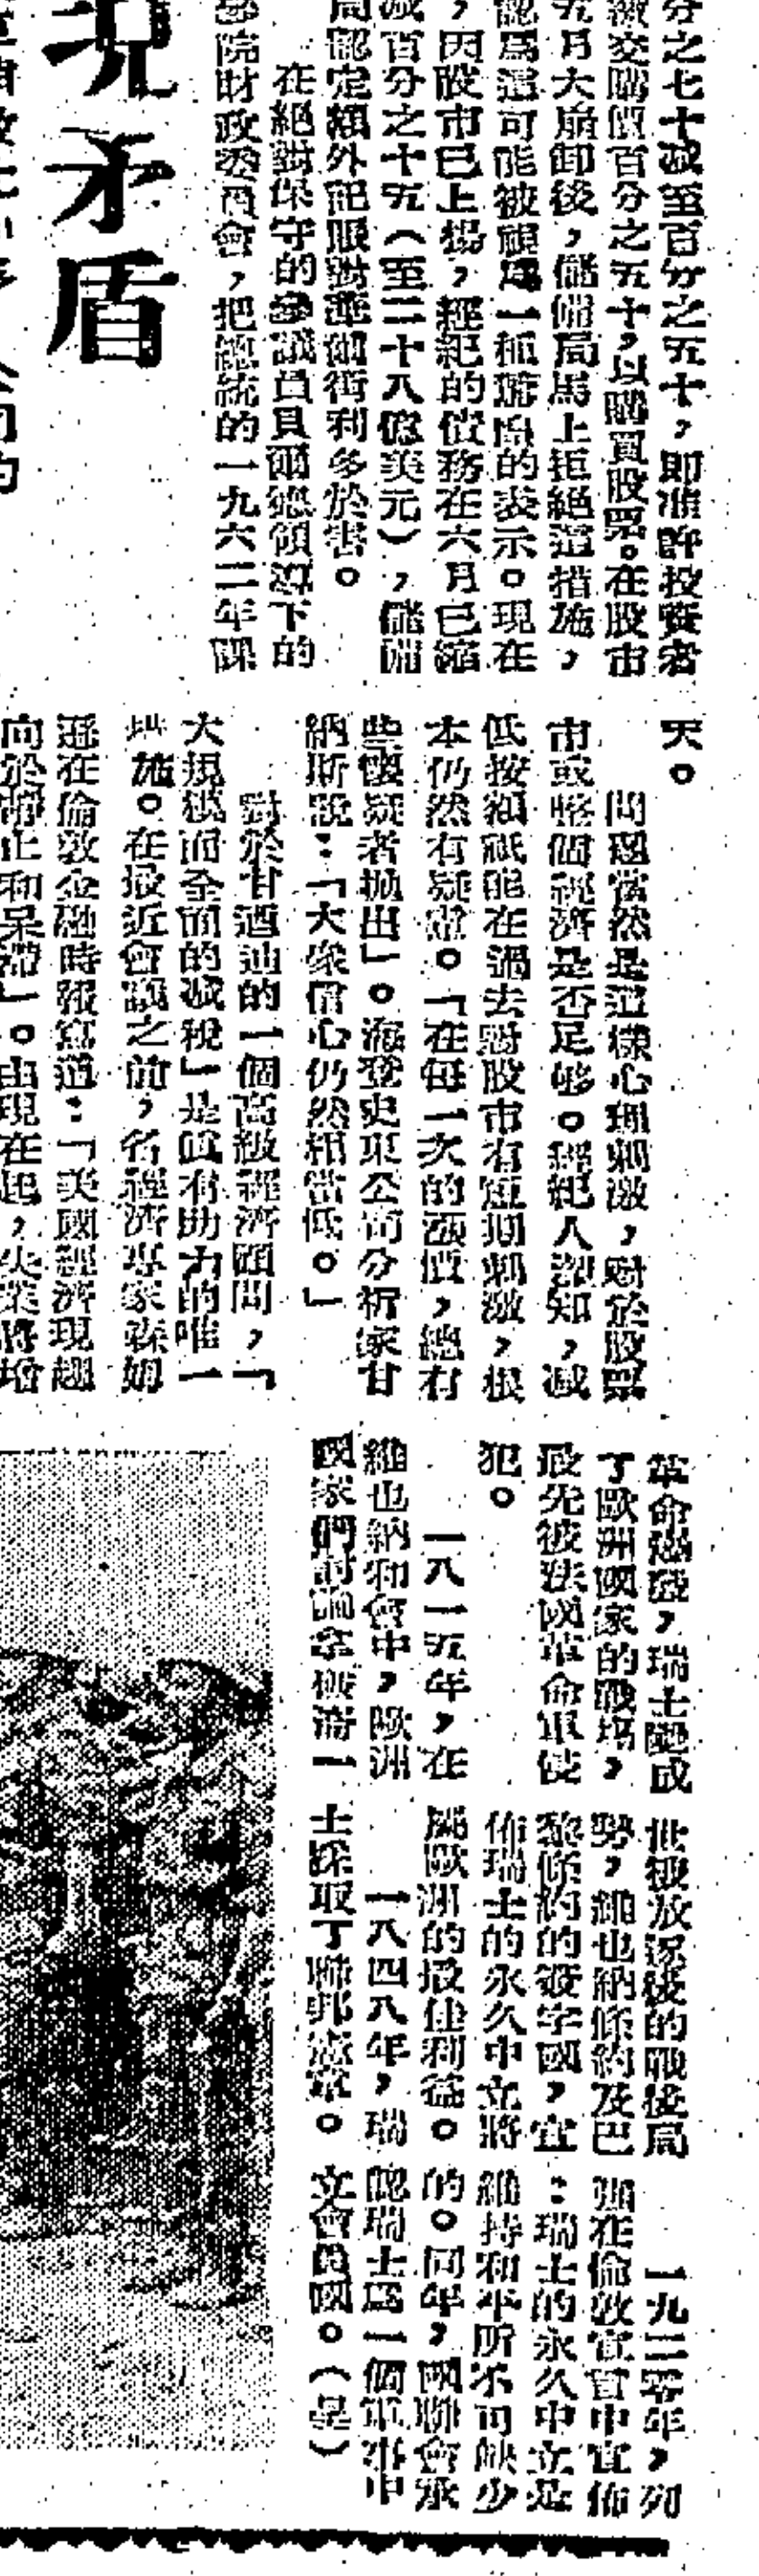 分之七十減至百分之五十，即准許投資者
繳交購價百分之五十，以購買股票。在股市
五月大崩卸後，儲備局馬上拒絕這措施，
認為這可能被視為一種的表示。現在
，因股市已上揚，經紀的債務在六月已縮
減百分之十五（至二十八億美元），儲備
局認定額外記賬對華爾街利多於害。
在絕對保守的參議員貝爾德領導下的
院財政委員會，把總統的一九六二年課
現矛盾
天。
問題當然是這樣心理刺激，對於股票
市或整個經濟是否足够。經紀人認知，減
低按額祇能在過去對股市有短期刺激，根
本仍然有疑慮。「在每一次的漲價，總有
些懷疑者拋出」。海登史東公司分析家甘
納斯說：「大衆信心仍然相當低。」
對於甘迺迪的一個高級經濟顧問，「
大規模而全面的減稅」是真有助力的唯一
措施。在最近會議之前，名經濟專家森姆
遜在倫敦金融時報寫道：「美國經濟現趨
向於靜止和呆滯」。由現在起，失業將增
革命，瑞士變成
了歐洲國家的戰場，
最先被法國革命軍侵
犯。
一八一五年，在
維也納和會中，歐洲
國家們討論拿破崙一
世被放逐後的戰後局
勢，維也納條約及巴
黎條約的簽字國，宣
佈瑞士的永久中立將
屬歐洲的最佳利益。
一八四八年，瑞
士採取了聯邦憲章。
一九二零年，列
強在倫敦宣言中宣佈
：瑞士的永久中立是
維持和平所不可缺少
的。同年，國聯會承
認瑞士爲一個軍事中
立會員國。（昊）